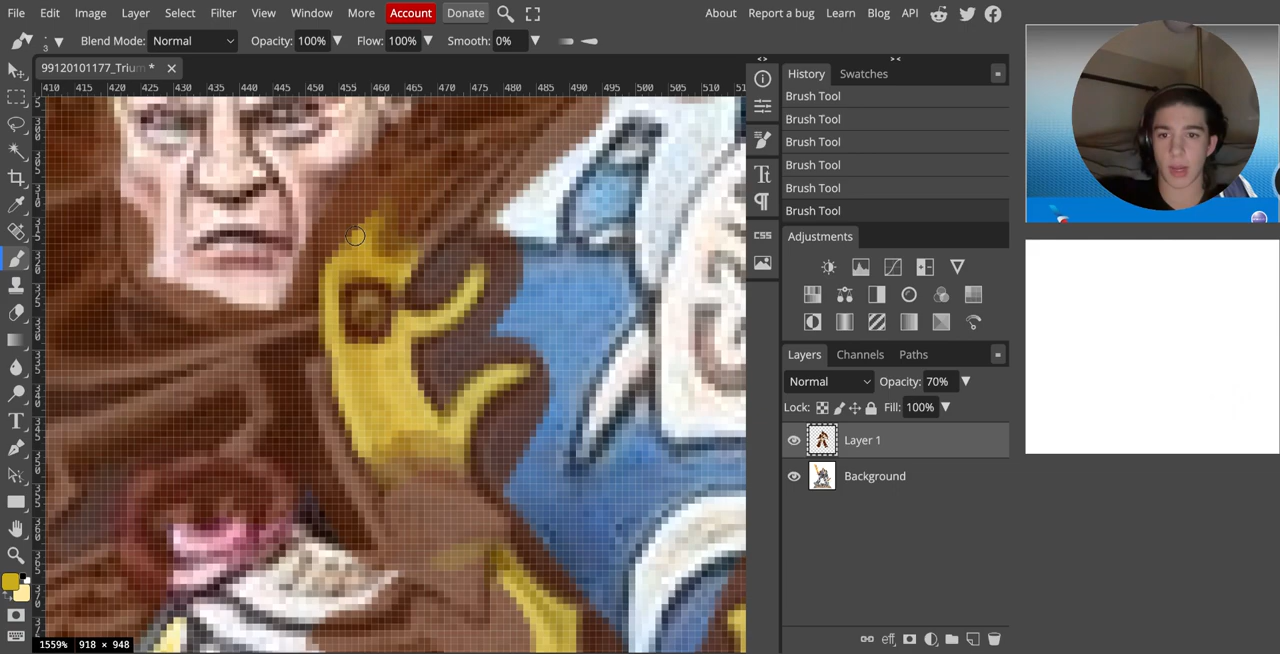 File Edit Image Layer Select Filter View Window More Account Donate About Report a bug Learn Blog API
3 Blend Mode: Normal Opacity: 100% Flow: 100% Smooth: 0%
99120101177_Trium *
410 415 420 425 430 435 440 445 450 455 460 465 470 475 480 485 490 495 500 505 510 51
History Swatches
Brush Tool
Brush Tool
Brush Tool
Brush Tool
Brush Tool
Brush Tool
Adjustments
CSS
Layers Channels Paths
Normal Opacity: 70%
Lock: Fill: 100%
Layer 1
Background
eff
1559% 918 × 948